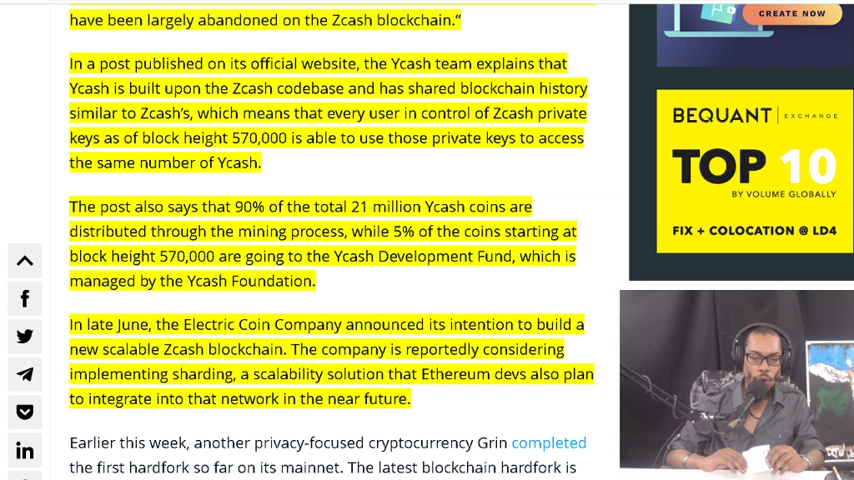 have been largely abandoned on the Zcash blockchain.”
In a post published on its official website, the Ycash team explains that
Ycash is built upon the Zcash codebase and has shared blockchain history
similar to Zcash’s, which means that every user in control of Zcash private
keys as of block height 570,000 is able to use those private keys to access
the same number of Ycash.
The post also says that 90% of the total 21 million Ycash coins are
distributed through the mining process, while 5% of the coins starting at
block height 570,000 are going to the Ycash Development Fund, which is
managed by the Ycash Foundation.
In late June, the Electric Coin Company announced its intention to build a
new scalable Zcash blockchain. The company is reportedly considering
implementing sharding, a scalability solution that Ethereum devs also plan
to integrate into that network in the near future.
Earlier this week, another privacy-focused cryptocurrency Grin completed
the first hardfork so far on its mainnet. The latest blockchain hardfork is
CREATE NOW
BEQUANT EXCHANGE
TOP 10
BY VOLUME GLOBALLY
FIX + COLOCATION @ LD4